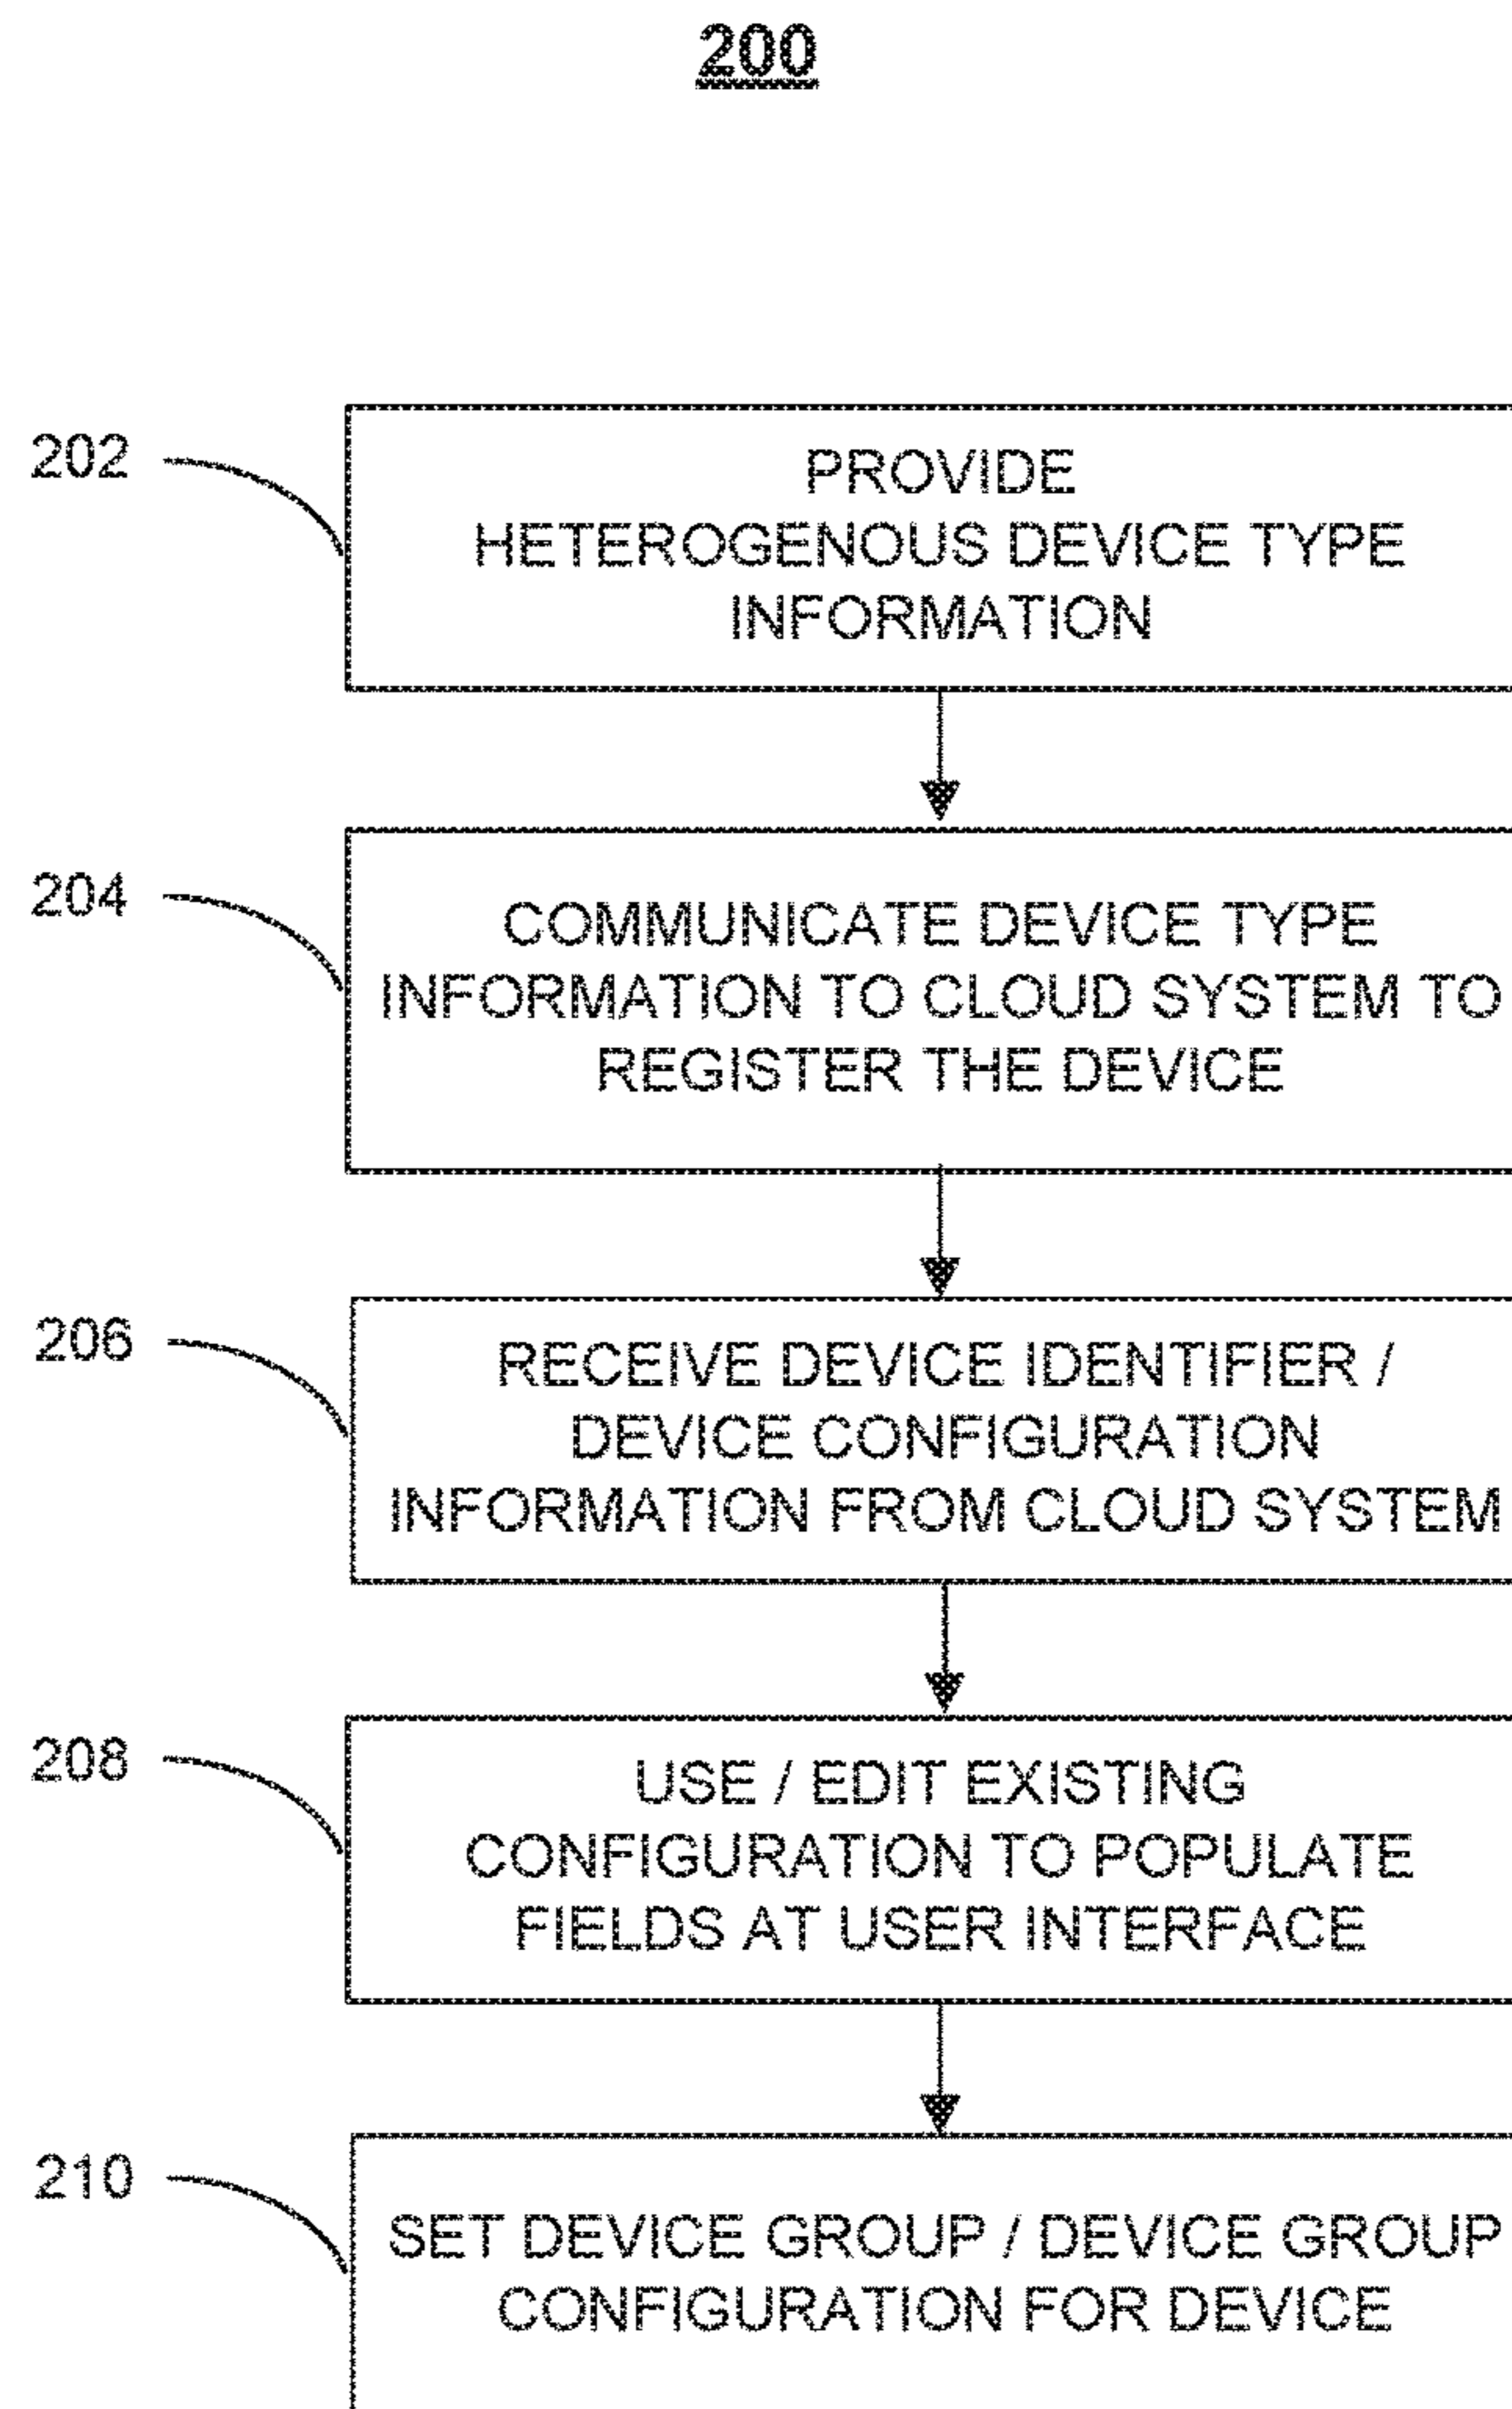 200
202
PROVIDE
HETEROGENOUS DEVICE TYPE
INFORMATION
204
COMMUNICATE DEVICE TYPE
INFORMATION TO CLOUD SYSTEM TO
REGISTER THE DEVICE
206
RECEIVE DEVICE IDENTIFIER /
DEVICE CONFIGURATION
INFORMATION FROM CLOUD SYSTEM
208
USE / EDIT EXISTING
CONFIGURATION TO POPULATE
FIELDS AT USER INTERFACE
210
SET DEVICE GROUP / DEVICE GROUP
CONFIGURATION FOR DEVICE